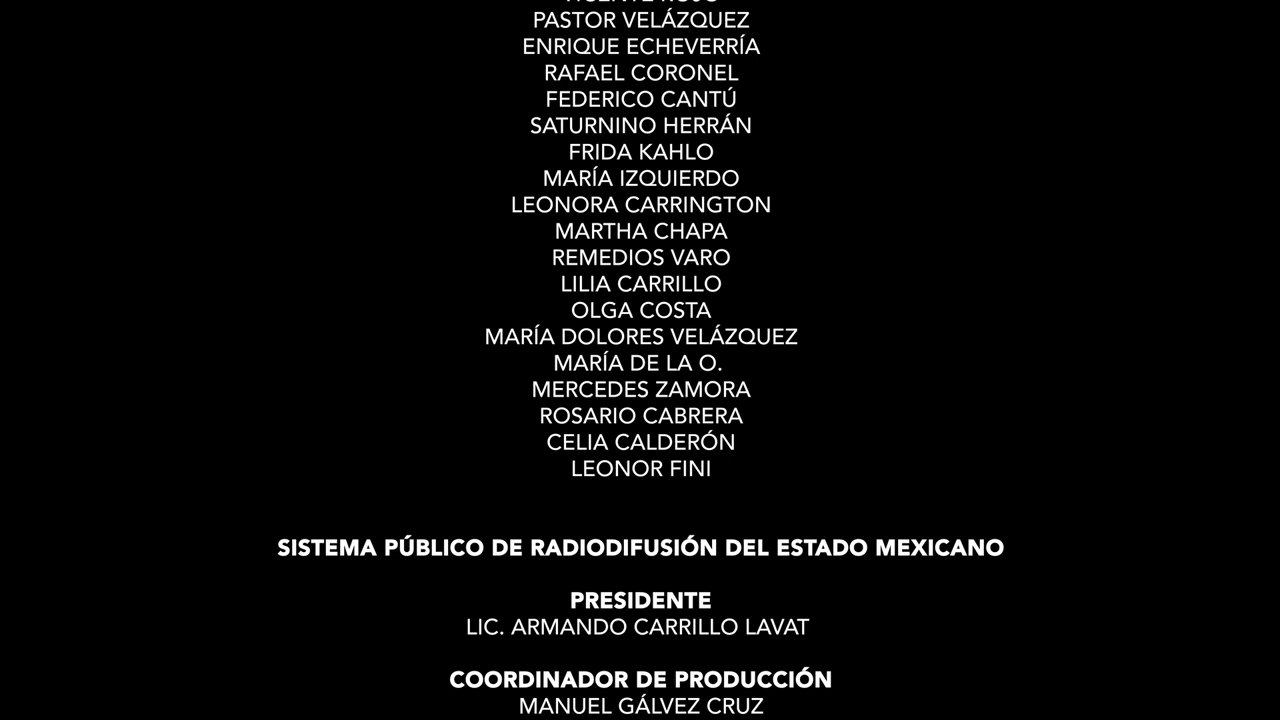 PASTOR VELÁZQUEZ
ENRIQUE ECHEVERRÍA
RAFAEL CORONEL
FEDERICO CANTÚ
SATURNINO HERRÁN
FRIDA KAHLO
MARÍA IZQUIERDO
LEONORA CARRINGTON
MARTHA CHAPA
REMEDIOS VARO
LILIA CARRILLO
OLGA COSTA
MARÍA DOLORES VELÁZQUEZ
MARÍA DE LA O.
MERCEDES ZAMORA
ROSARIO CABRERA
CELIA CALDERÓN
LEONOR FINI
SISTEMA PÚBLICO DE RADIODIFUSIÓN DEL ESTADO MEXICANO
PRESIDENTE
LIC. ARMANDO CARRILLO LAVAT
COORDINADOR DE PRODUCCIÓN
MANUEL GÁLVEZ CRUZ